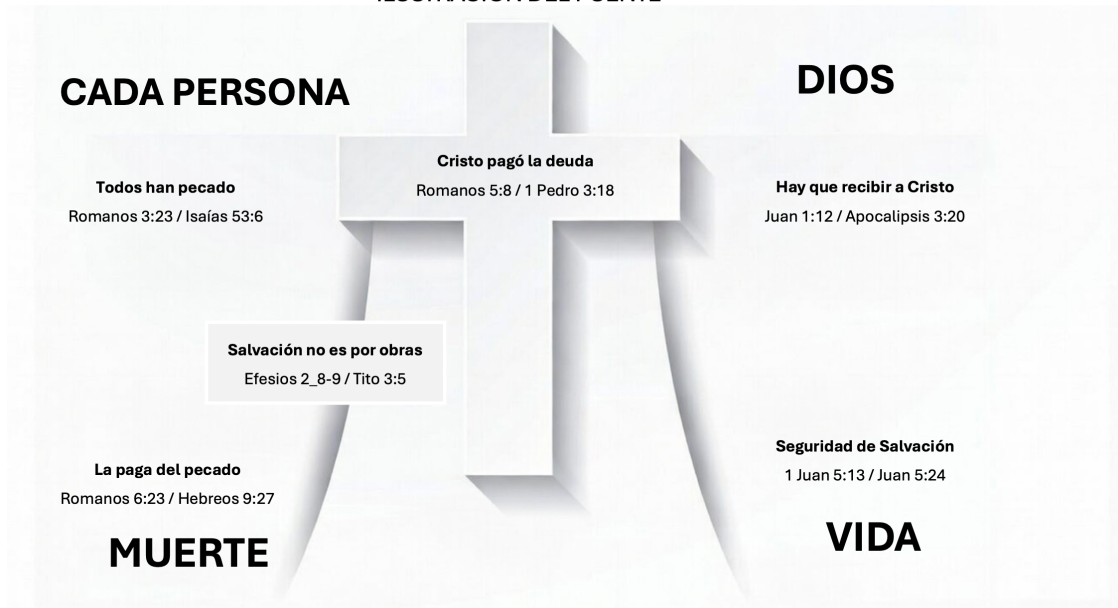 ILUSTRACIÓN DEL PUENTE
CADA PERSONA
DIOS
Cristo pagó la deuda
Romanos 5:8 / 1 Pedro 3:18
Todos han pecado
Romanos 3:23 / Isaías 53:6
Hay que recibir a Cristo
Juan 1:12 / Apocalipsis 3:20
Salvación no es por obras
Efesios 2_8-9 / Tito 3:5
La paga del pecado
Romanos 6:23 / Hebreos 9:27
MUERTE
Seguridad de Salvación
1 Juan 5:13 / Juan 5:24
VIDA